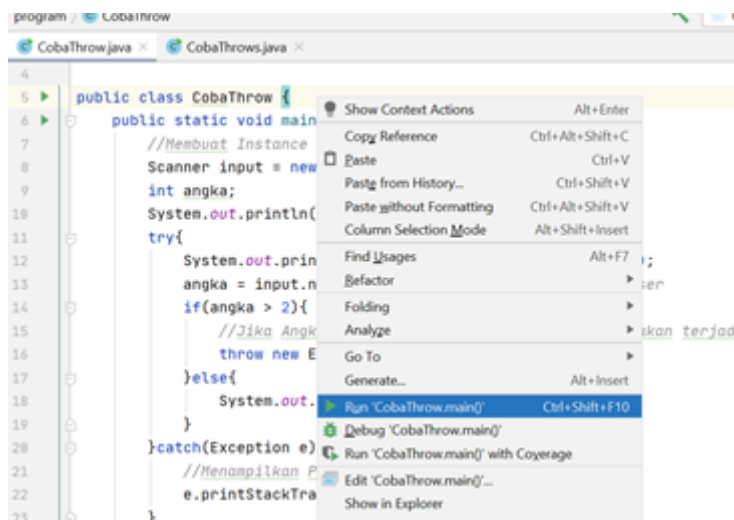 program CobaThrow
CobaThrow.java × CobaThrows.java ×
4
5 public class CobaThrow {
6 public static void main
7 //Membuat Instance
8 Scanner input = new
9 int angka;
10 System.out.println(
11 try{
12 System.out.prin );
13 angka = input.n ser
14 if(angka > 2){
15 //Jika Angk akan terjad
16 throw new E
17 }else{
18 System.out.
19 }
20 }catch(Exception e)
21 //Menampilkan P
22 e.printStackTra
23 }
Show Context Actions Alt+Enter
Copy Reference Ctrl+Alt+Shift+C
Paste Ctrl+V
Paste from History... Ctrl+Shift+V
Paste without Formatting Ctrl+Alt+Shift+V
Column Selection Mode Alt+Shift+Insert
Find Usages Alt+F7
Refactor
Folding
Analyze
Go To
Generate... Alt+Insert
Run 'CobaThrow.main()' Ctrl+Shift+F10
Debug 'CobaThrow.main()'
Run 'CobaThrow.main()' with Coverage
Edit 'CobaThrow.main()'...
Show in Explorer